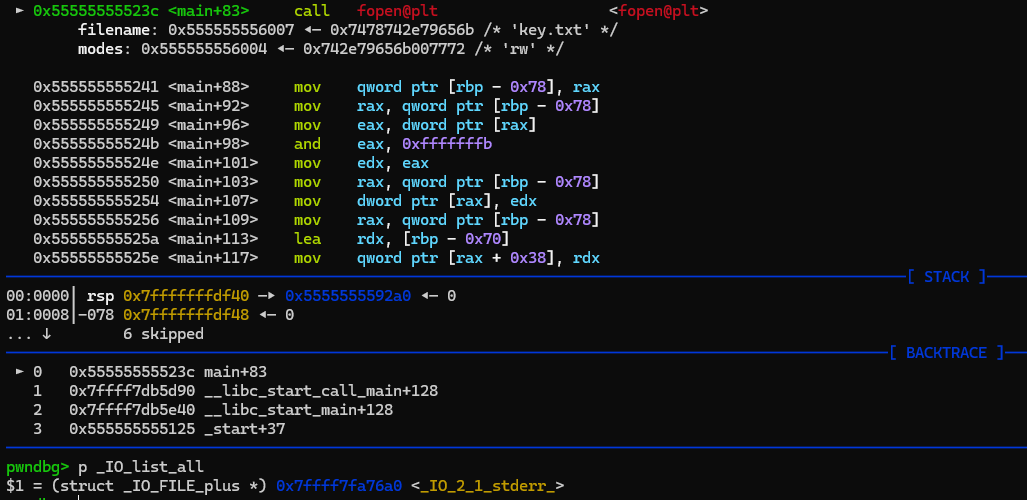 ► 0x55555555523c <main+83> call fopen@plt <fopen@plt>
filename: 0x555555556007 ◂— 0x7478742e79656b /* 'key.txt' */
modes: 0x555555556004 ◂— 0x742e79656b007772 /* 'rw' */
0x555555555241 <main+88> mov qword ptr [rbp - 0x78], rax
0x555555555245 <main+92> mov rax, qword ptr [rbp - 0x78]
0x555555555249 <main+96> mov eax, dword ptr [rax]
0x55555555524b <main+98> and eax, 0xfffffffb
0x55555555524e <main+101> mov edx, eax
0x555555555250 <main+103> mov rax, qword ptr [rbp - 0x78]
0x555555555254 <main+107> mov dword ptr [rax], edx
0x555555555256 <main+109> mov rax, qword ptr [rbp - 0x78]
0x55555555525a <main+113> lea rdx, [rbp - 0x70]
0x55555555525e <main+117> mov qword ptr [rax + 0x38], rdx
[ STACK ]
00:0000│ rsp 0x7fffffffdf40 —▸ 0x5555555592a0 ◂— 0
01:0008│-078 0x7fffffffdf48 ◂— 0
... ↓ 6 skipped
[ BACKTRACE ]
► 0 0x55555555523c main+83
1 0x7ffff7db5d90 __libc_start_call_main+128
2 0x7ffff7db5e40 __libc_start_main+128
3 0x555555555125 _start+37
pwndbg> p _IO_list_all
$1 = (struct _IO_FILE_plus *) 0x7ffff7fa76a0 <_IO_2_1_stderr_>